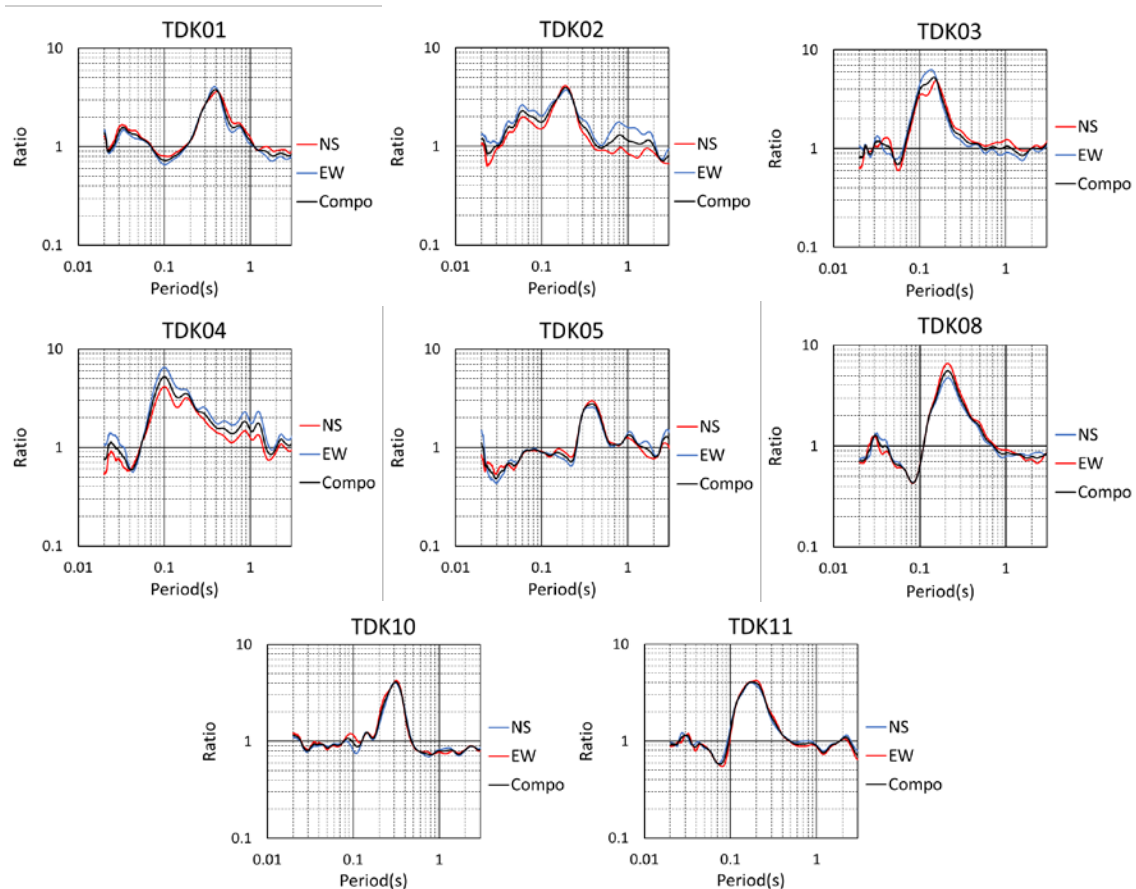 TDK01
10
1
0.1
0.01
0.1
1
Ratio
Period(s)
NS
EW
Compo
TDK02
10
1
0.1
0.01
0.1
1
Ratio
Period(s)
NS
EW
Compo
TDK03
10
1
0.1
0.01
0.1
1
Ratio
Period(s)
NS
EW
Compo
TDK04
10
1
0.1
0.01
0.1
1
Ratio
Period(s)
NS
EW
Compo
TDK05
10
1
0.1
0.01
0.1
1
Ratio
Period(s)
NS
EW
Compo
TDK08
10
1
0.1
0.01
0.1
1
Ratio
Period(s)
NS
EW
Compo
TDK10
10
1
0.1
0.01
0.1
1
Ratio
Period(s)
NS
EW
Compo
TDK11
10
1
0.1
0.01
0.1
1
Ratio
Period(s)
NS
EW
Compo